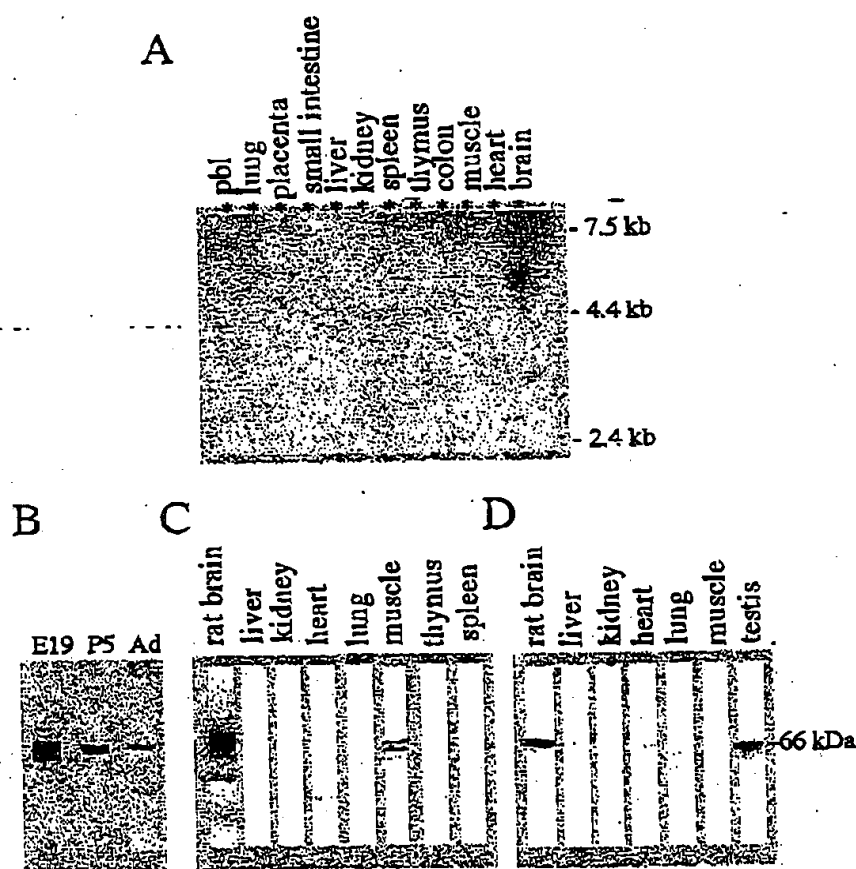 A
pbl
lung
placenta
small intestine
liver
kidney
spleen
thymus
colon
muscle
heart
brain
- 7.5 kb
- 4.4 kb
- 2.4 kb
B
E19 P5 Ad
C
rat brain
liver
kidney
heart
lung
muscle
thymus
spleen
D
rat brain
liver
kidney
heart
lung
muscle
testis
-66 kDa